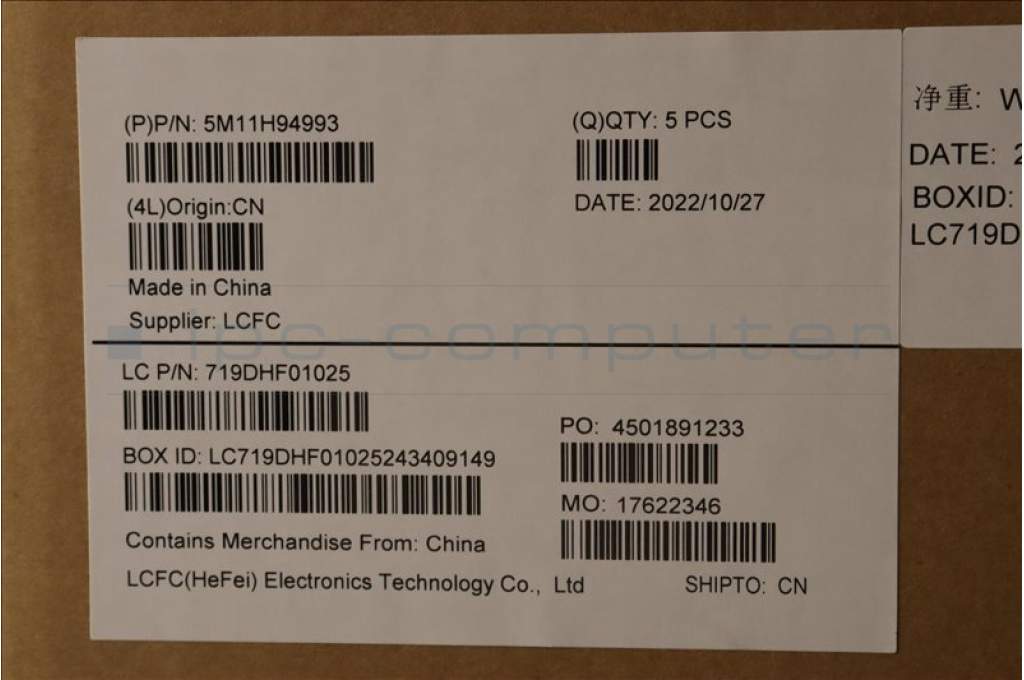 (P)P/N: 5M11H94993
(Q)QTY: 5 PCS
(4L)Origin:CN
DATE: 2022/10/27
Made in China
Supplier: LCFC
ipc-computer
LC P/N: 719DHF01025
PO: 4501891233
BOX ID: LC719DHF01025243409149
MO: 17622346
Contains Merchandise From: China
LCFC(HeFei) Electronics Technology Co., Ltd
SHIPTO: CN
净重:
DATE: 2
BOXID:
LC719D